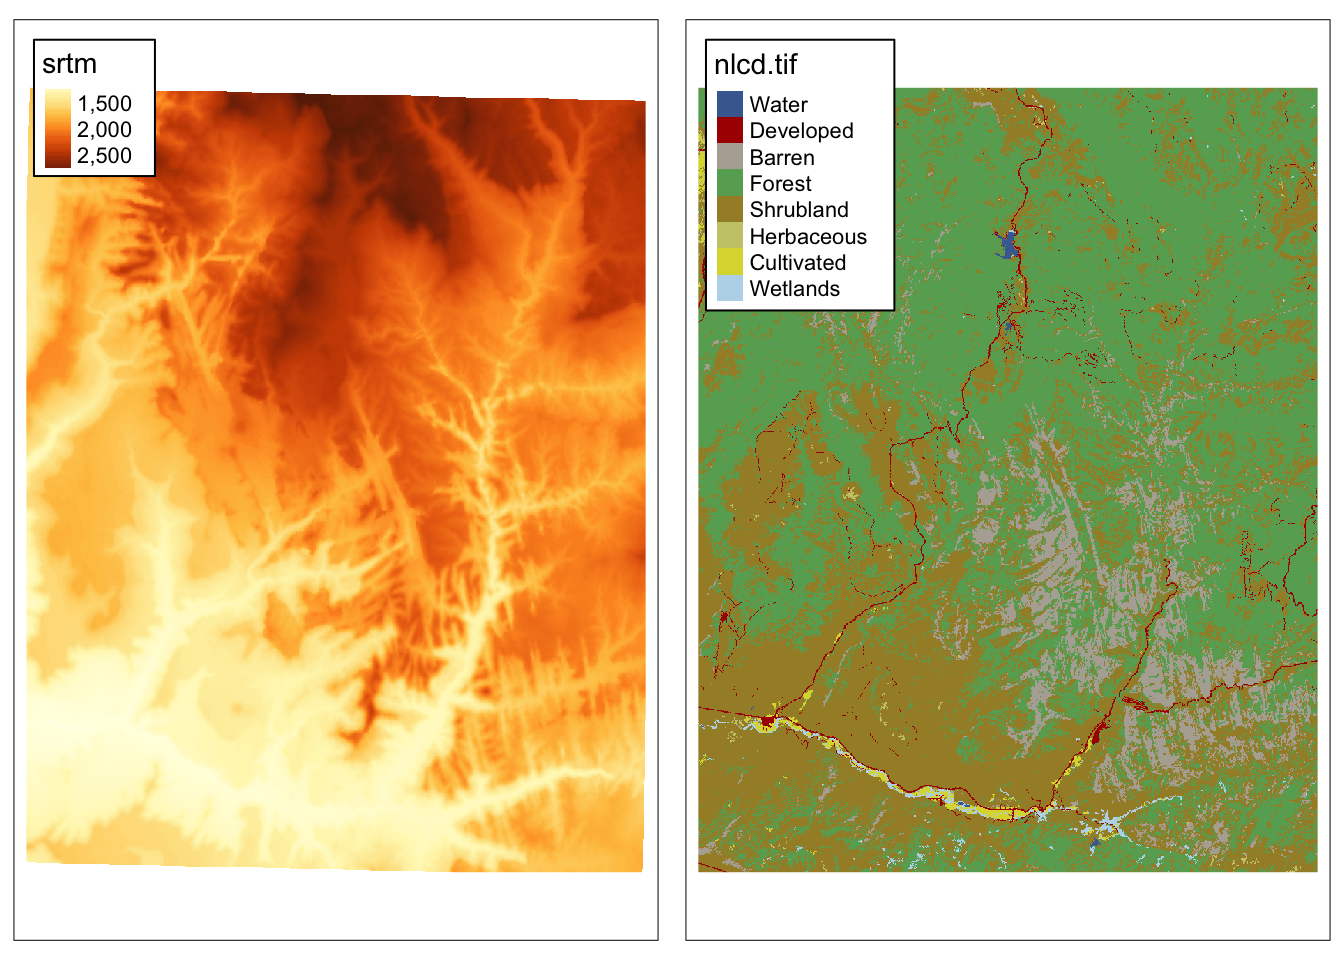 srtm
1,500
2,000
2,500
nlcd.tif
Water
Developed
Barren
Forest
Shrubland
Herbaceous
Cultivated
Wetlands